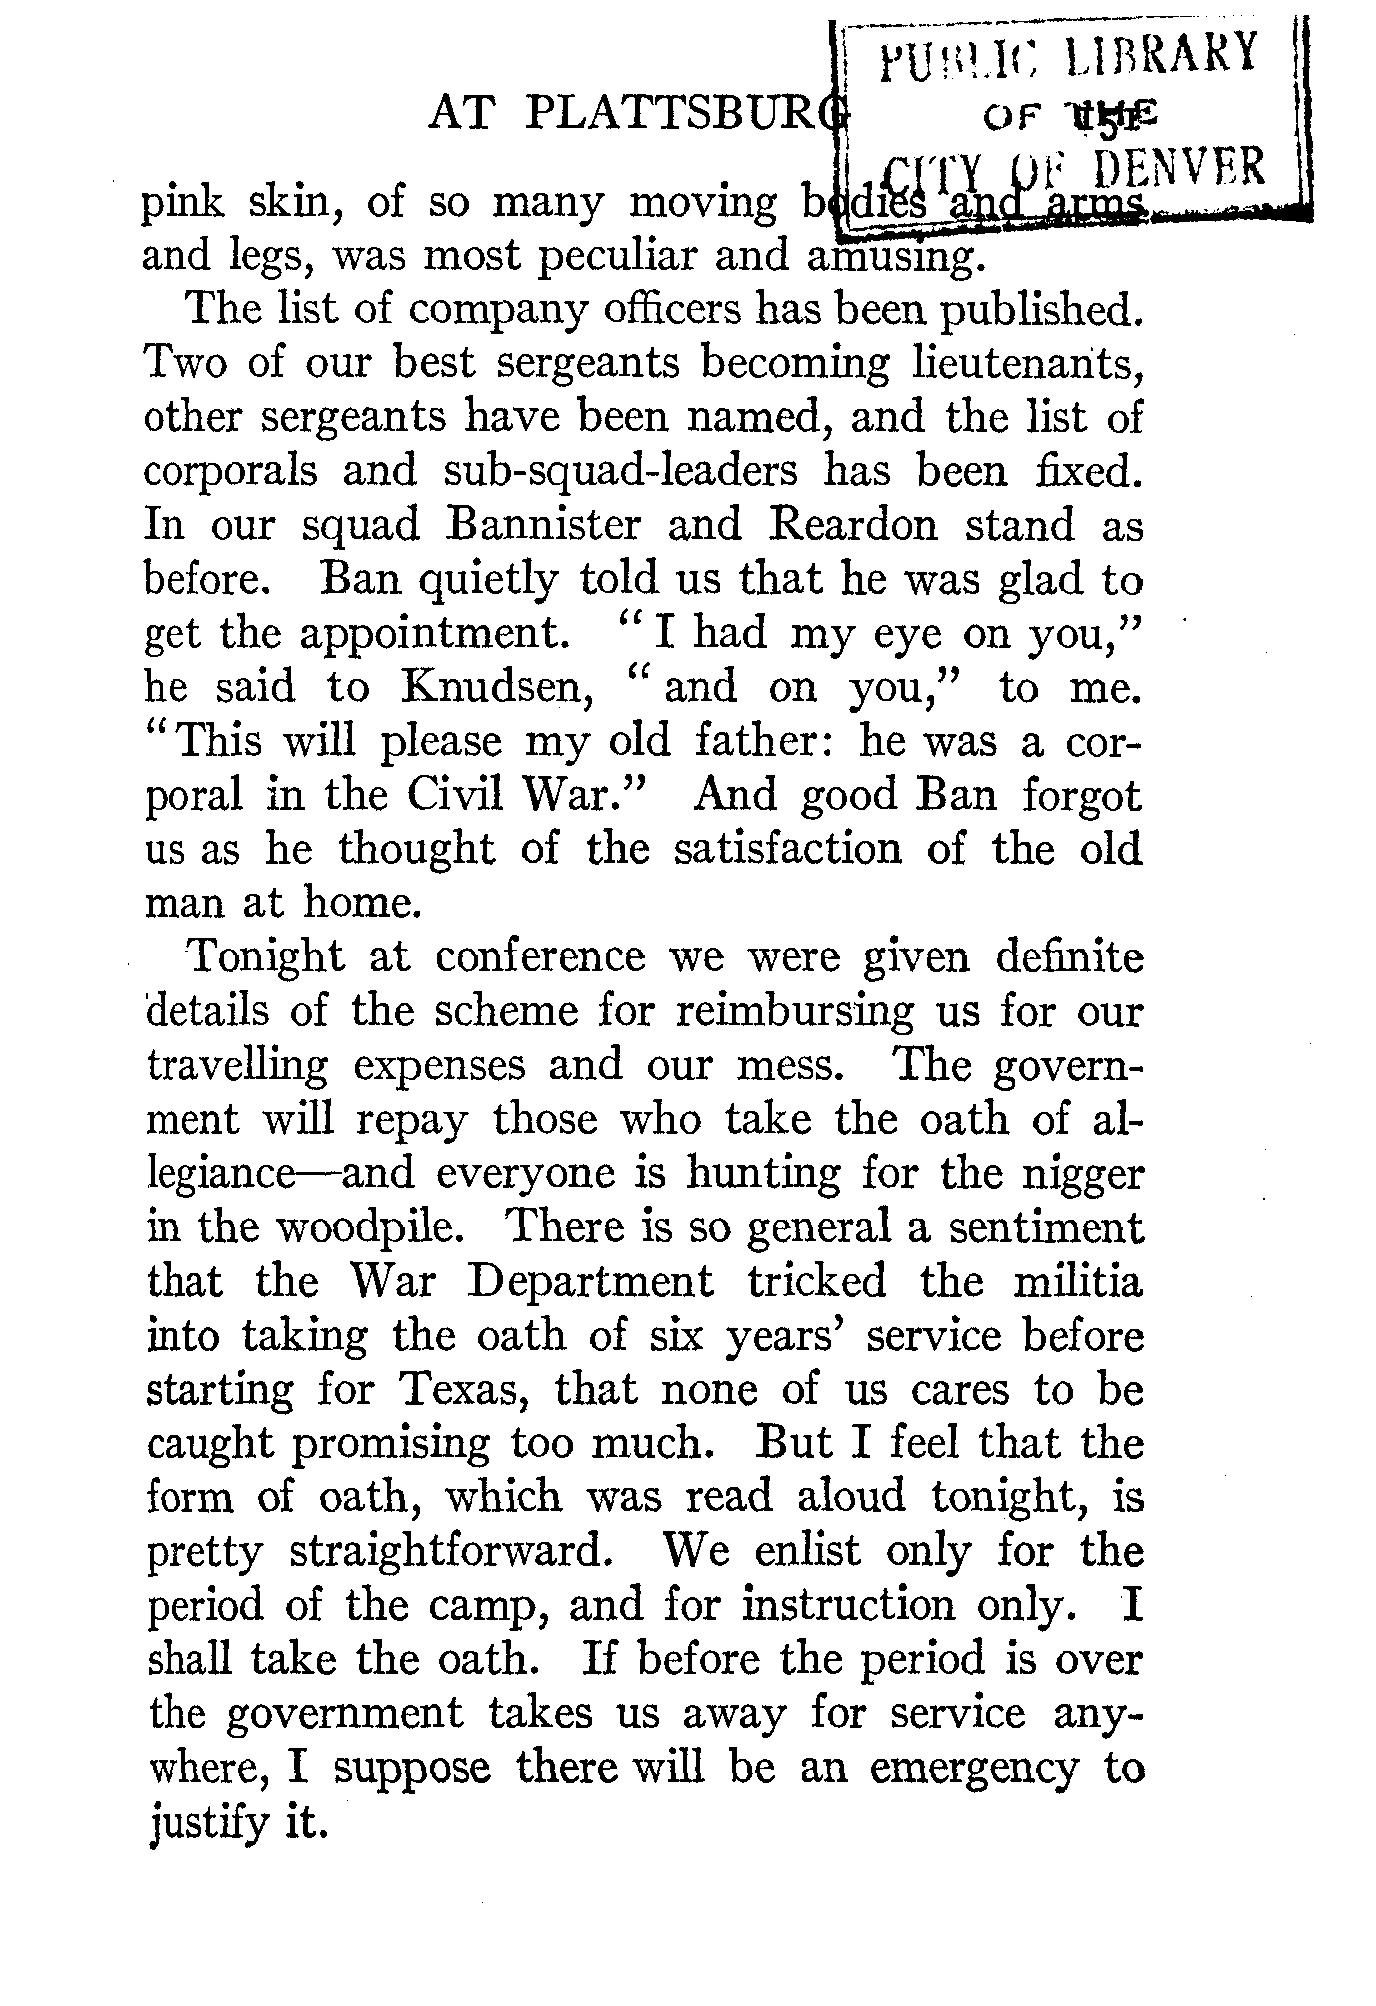 PUBLIC LIBRARY
OF THE
CITY OF DENVER
AT PLATTSBURG
pink skin, of so many moving bodies and arms
and legs, was most peculiar and amusing.
The list of company officers has been published.
Two of our best sergeants becoming lieutenants,
other sergeants have been named, and the list of
corporals and sub-squad-leaders has been fixed.
In our squad Bannister and Reardon stand as
before. Ban quietly told us that he was glad to
get the appointment. “I had my eye on you,”
he said to Knudsen, “and on you,” to me.
“This will please my old father: he was a cor-
poral in the Civil War.” And good Ban forgot
us as he thought of the satisfaction of the old
man at home.
Tonight at conference we were given definite
details of the scheme for reimbursing us for our
travelling expenses and our mess. The govern-
ment will repay those who take the oath of al-
legiance—and everyone is hunting for the nigger
in the woodpile. There is so general a sentiment
that the War Department tricked the militia
into taking the oath of six years’ service before
starting for Texas, that none of us cares to be
caught promising too much. But I feel that the
form of oath, which was read aloud tonight, is
pretty straightforward. We enlist only for the
period of the camp, and for instruction only. I
shall take the oath. If before the period is over
the government takes us away for service any-
where, I suppose there will be an emergency to
justify it.